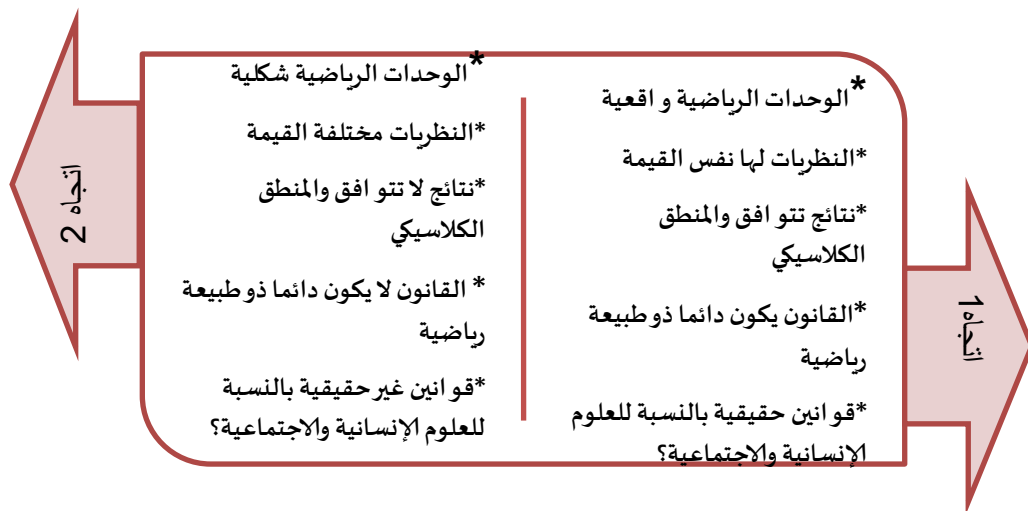 اتجاه 1
*الوحدات الرياضية و اقعية
*النظريات لها نفس القيمة
*نتائج تتو افق والمنطق
الكلاسيكي
*القانون يكون دائما ذو طبيعة
رياضية
*قو انين حقيقية بالنسبة للعلوم
الإنسانية والاجتماعية؟
*الوحدات الرياضية شكلية
*النظريات مختلفة القيمة
*نتائج لا تتو افق والمنطق
الكلاسيكي
* القانون لا يكون دائما ذو طبيعة
رياضية
*قو انين غير حقيقية بالنسبة
للعلوم الإنسانية والاجتماعية؟
اتجاه 2